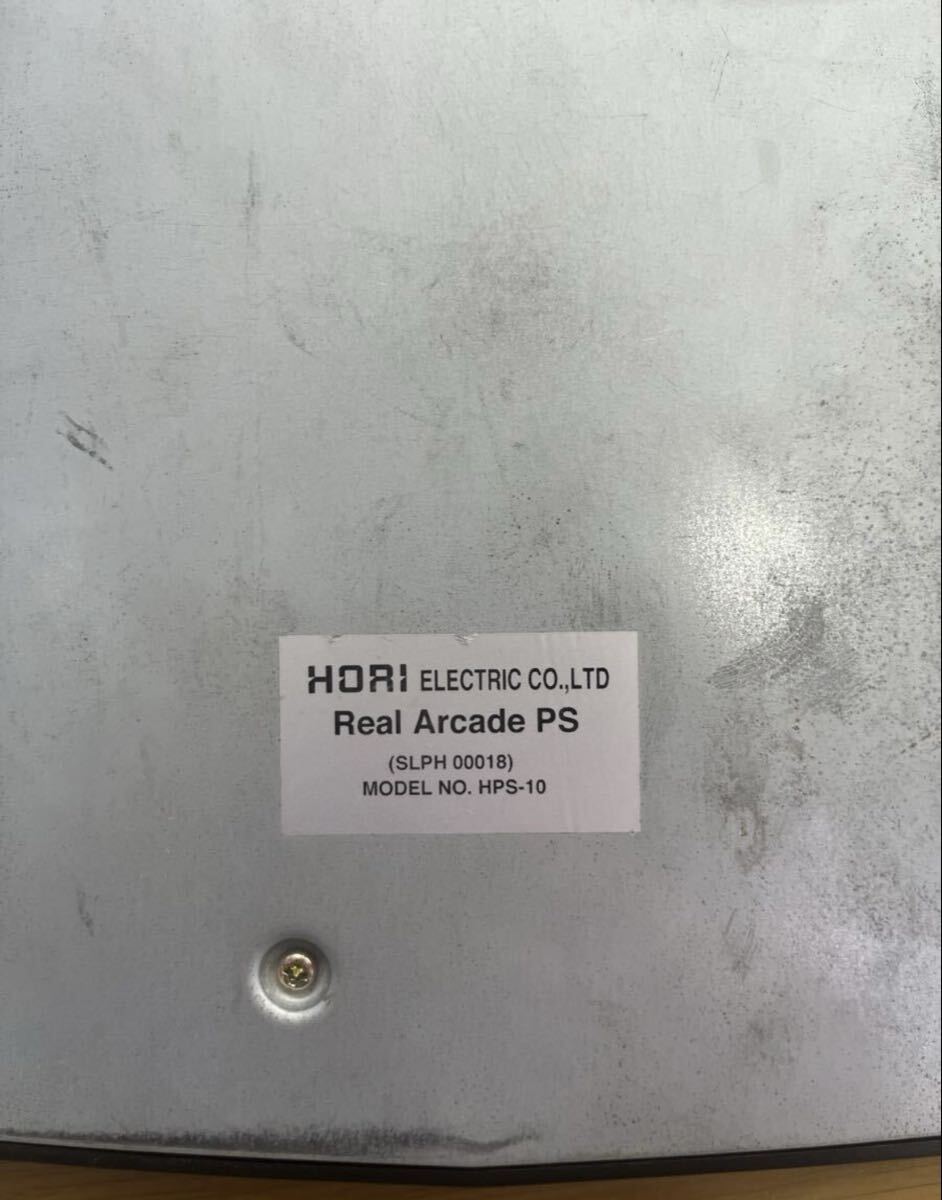 HORI ELECTRIC CO.,LTD
Real Arcade PS
(SLPH 00018)
MODEL NO. HPS-10